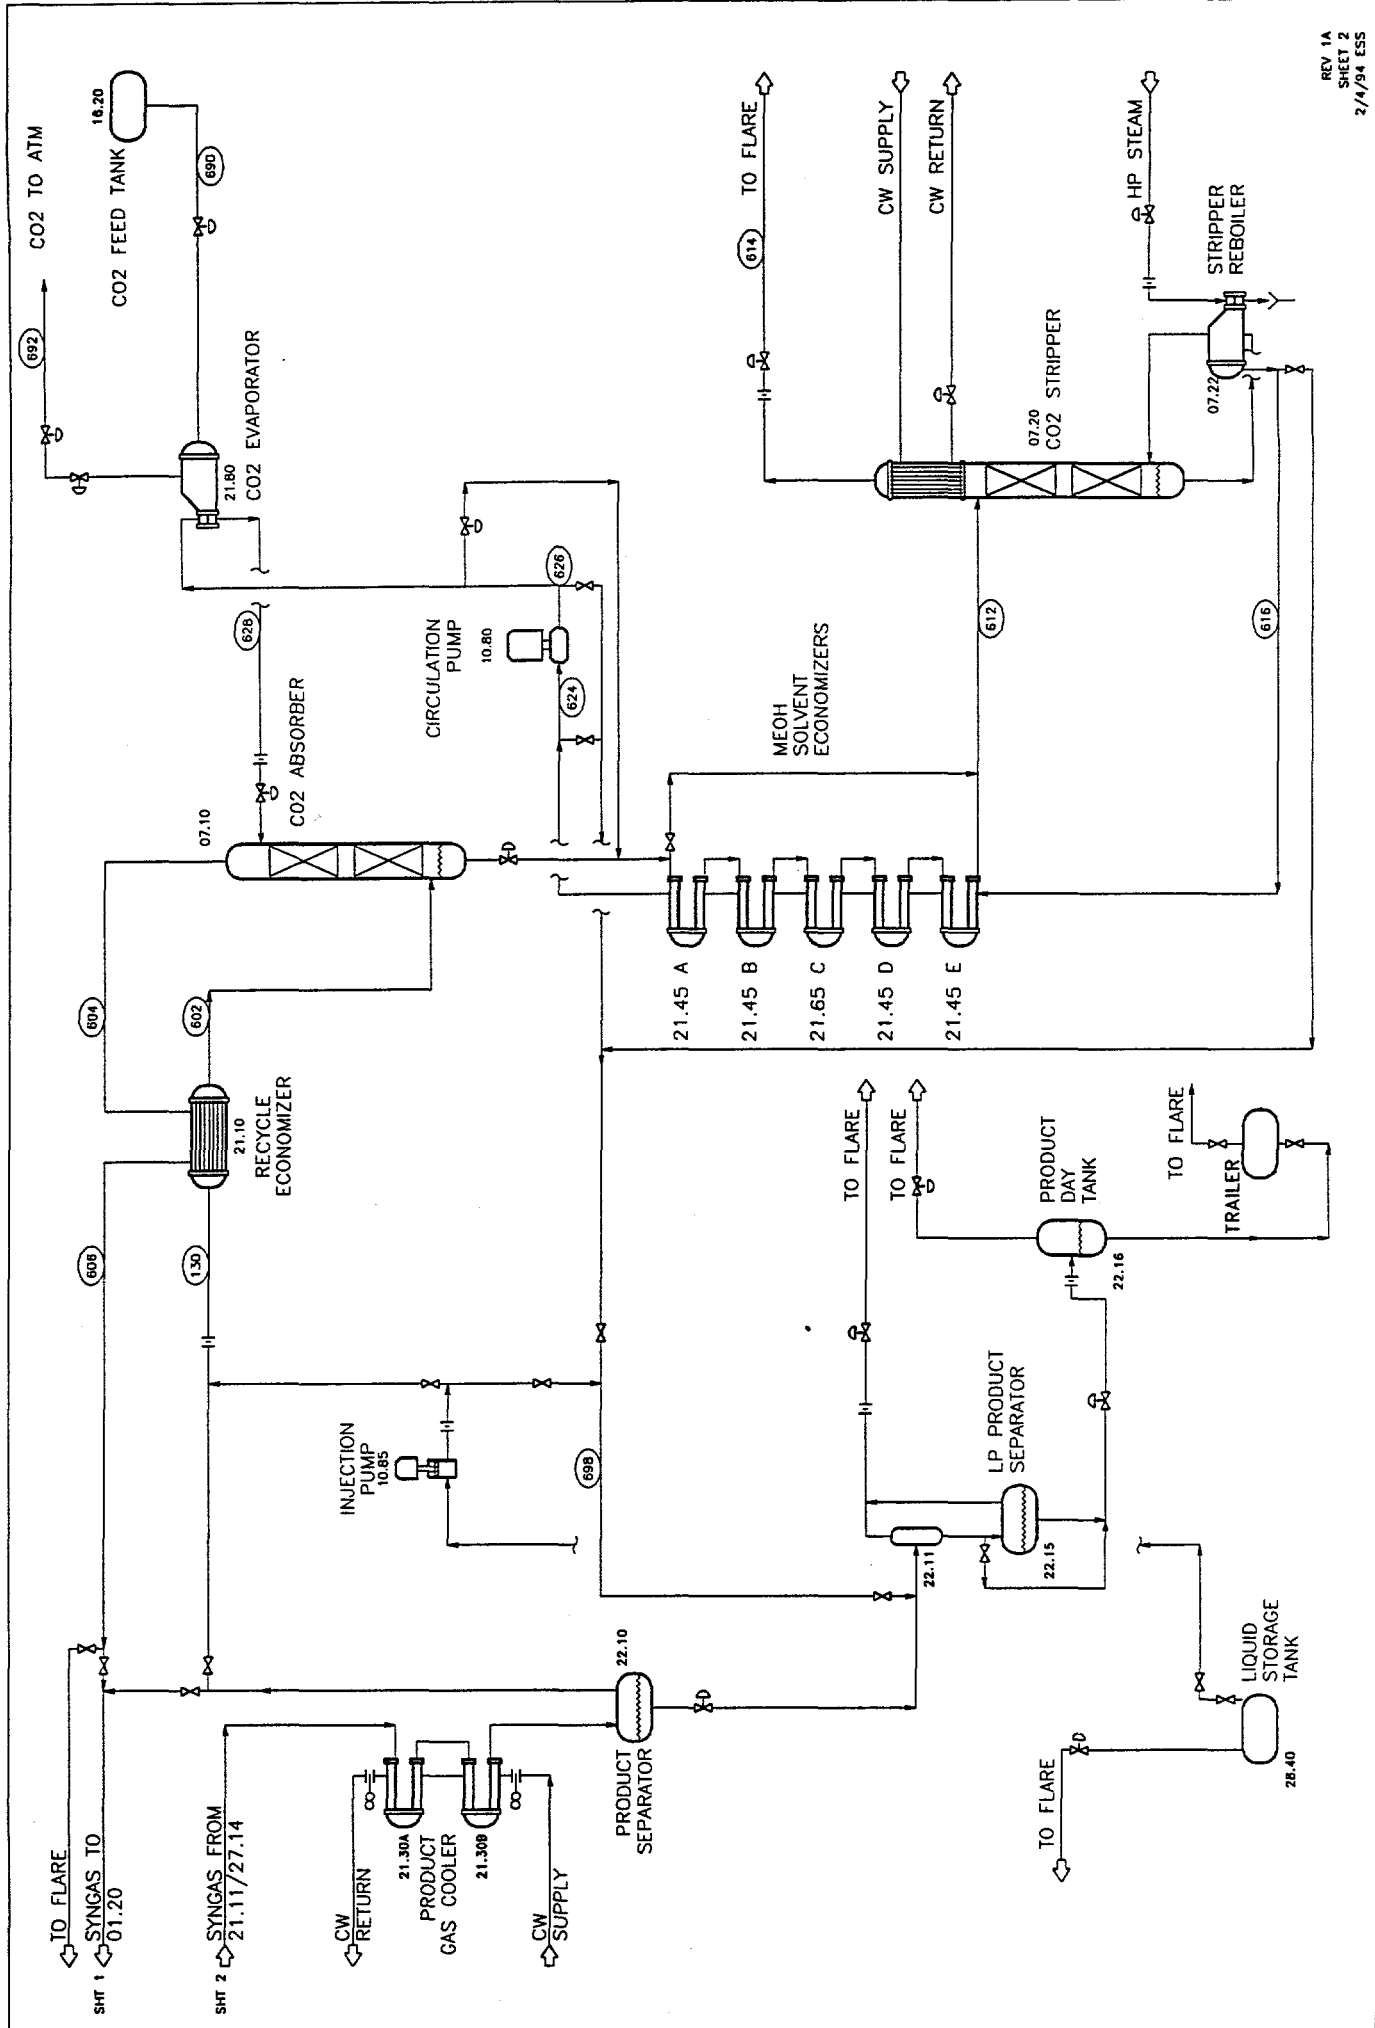 REV 1A
SHEET 2
2/4/94 ESS
CO2 TO ATM
692
16.20
CO2 FEED TANK
690
21.80
CO2 EVAPORATOR
628
07.10
CO2 ABSORBER
CIRCULATION
PUMP
10.80
626
624
604
602
21.10
RECYCLE
ECONOMIZER
606
130
TO FLARE
614
CW SUPPLY
CW RETURN
HP STEAM
STRIPPER
REBOILER
07.22
07.20
CO2 STRIPPER
612
616
MEOH
SOLVENT
ECONOMIZERS
21.45 A
21.45 B
21.65 C
21.45 D
21.45 E
INJECTION
PUMP
10.85
698
TO FLARE
TO FLARE
PRODUCT
DAY
TANK
22.16
TO FLARE
TRAILER
LP PRODUCT
SEPARATOR
22.11
22.15
22.10
PRODUCT
SEPARATOR
LIQUID
STORAGE
TANK
28.40
TO FLARE
TO FLARE
SHT 1
SYNGAS TO
01.20
SHT 2
SYNGAS FROM
21.11/27.14
CW
RETURN
21.30A
PRODUCT
GAS COOLER
21.30B
CW
SUPPLY